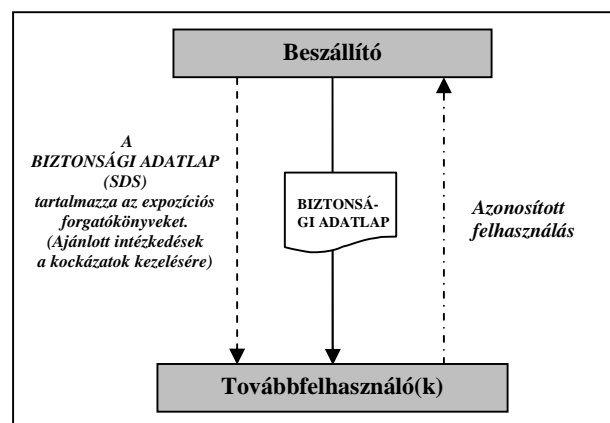 Beszállító
A
BIZTONSÁGI ADATLAP
(SDS)
tartalmazza az expozíciós
forgatókönyveket.
(Ajánlott intézkedések
a kockázatok kezelésére)
BIZTONSÁ-
GI ADATLAP
Azonosított
felhasználás
Továbbfelhasználó(k)